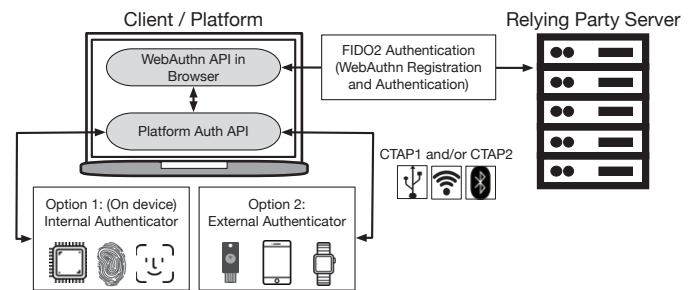 Client / Platform
Relying Party Server
WebAuthn API in
Browser
FIDO2 Authentication
(WebAuthn Registration
and Authentication)
Platform Auth API
CTAP1 and/or CTAP2
Option 1: (On device)
Internal Authenticator
Option 2:
External Authenticator